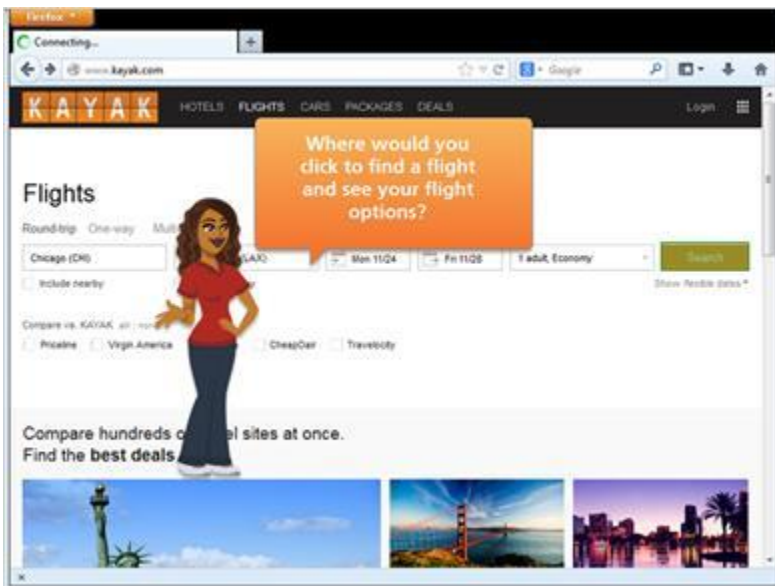 Firefox
Connecting...
www.kayak.com
Google
KAYAK HOTELS FLIGHTS CARS PACKAGES DEALS Login
Where would you
click to find a flight
and see your flight
options?
Flights
Round-trip One-way
Chicago (CHI) (LAX) Mon 11/24 Fri 11/28 1 adult, Economy Search
Include nearby Show flexible dates
Compare vs. KAYAK all
Priceline Virgin America CheapOair Travelocity
Compare hundreds sites at once.
Find the best deals